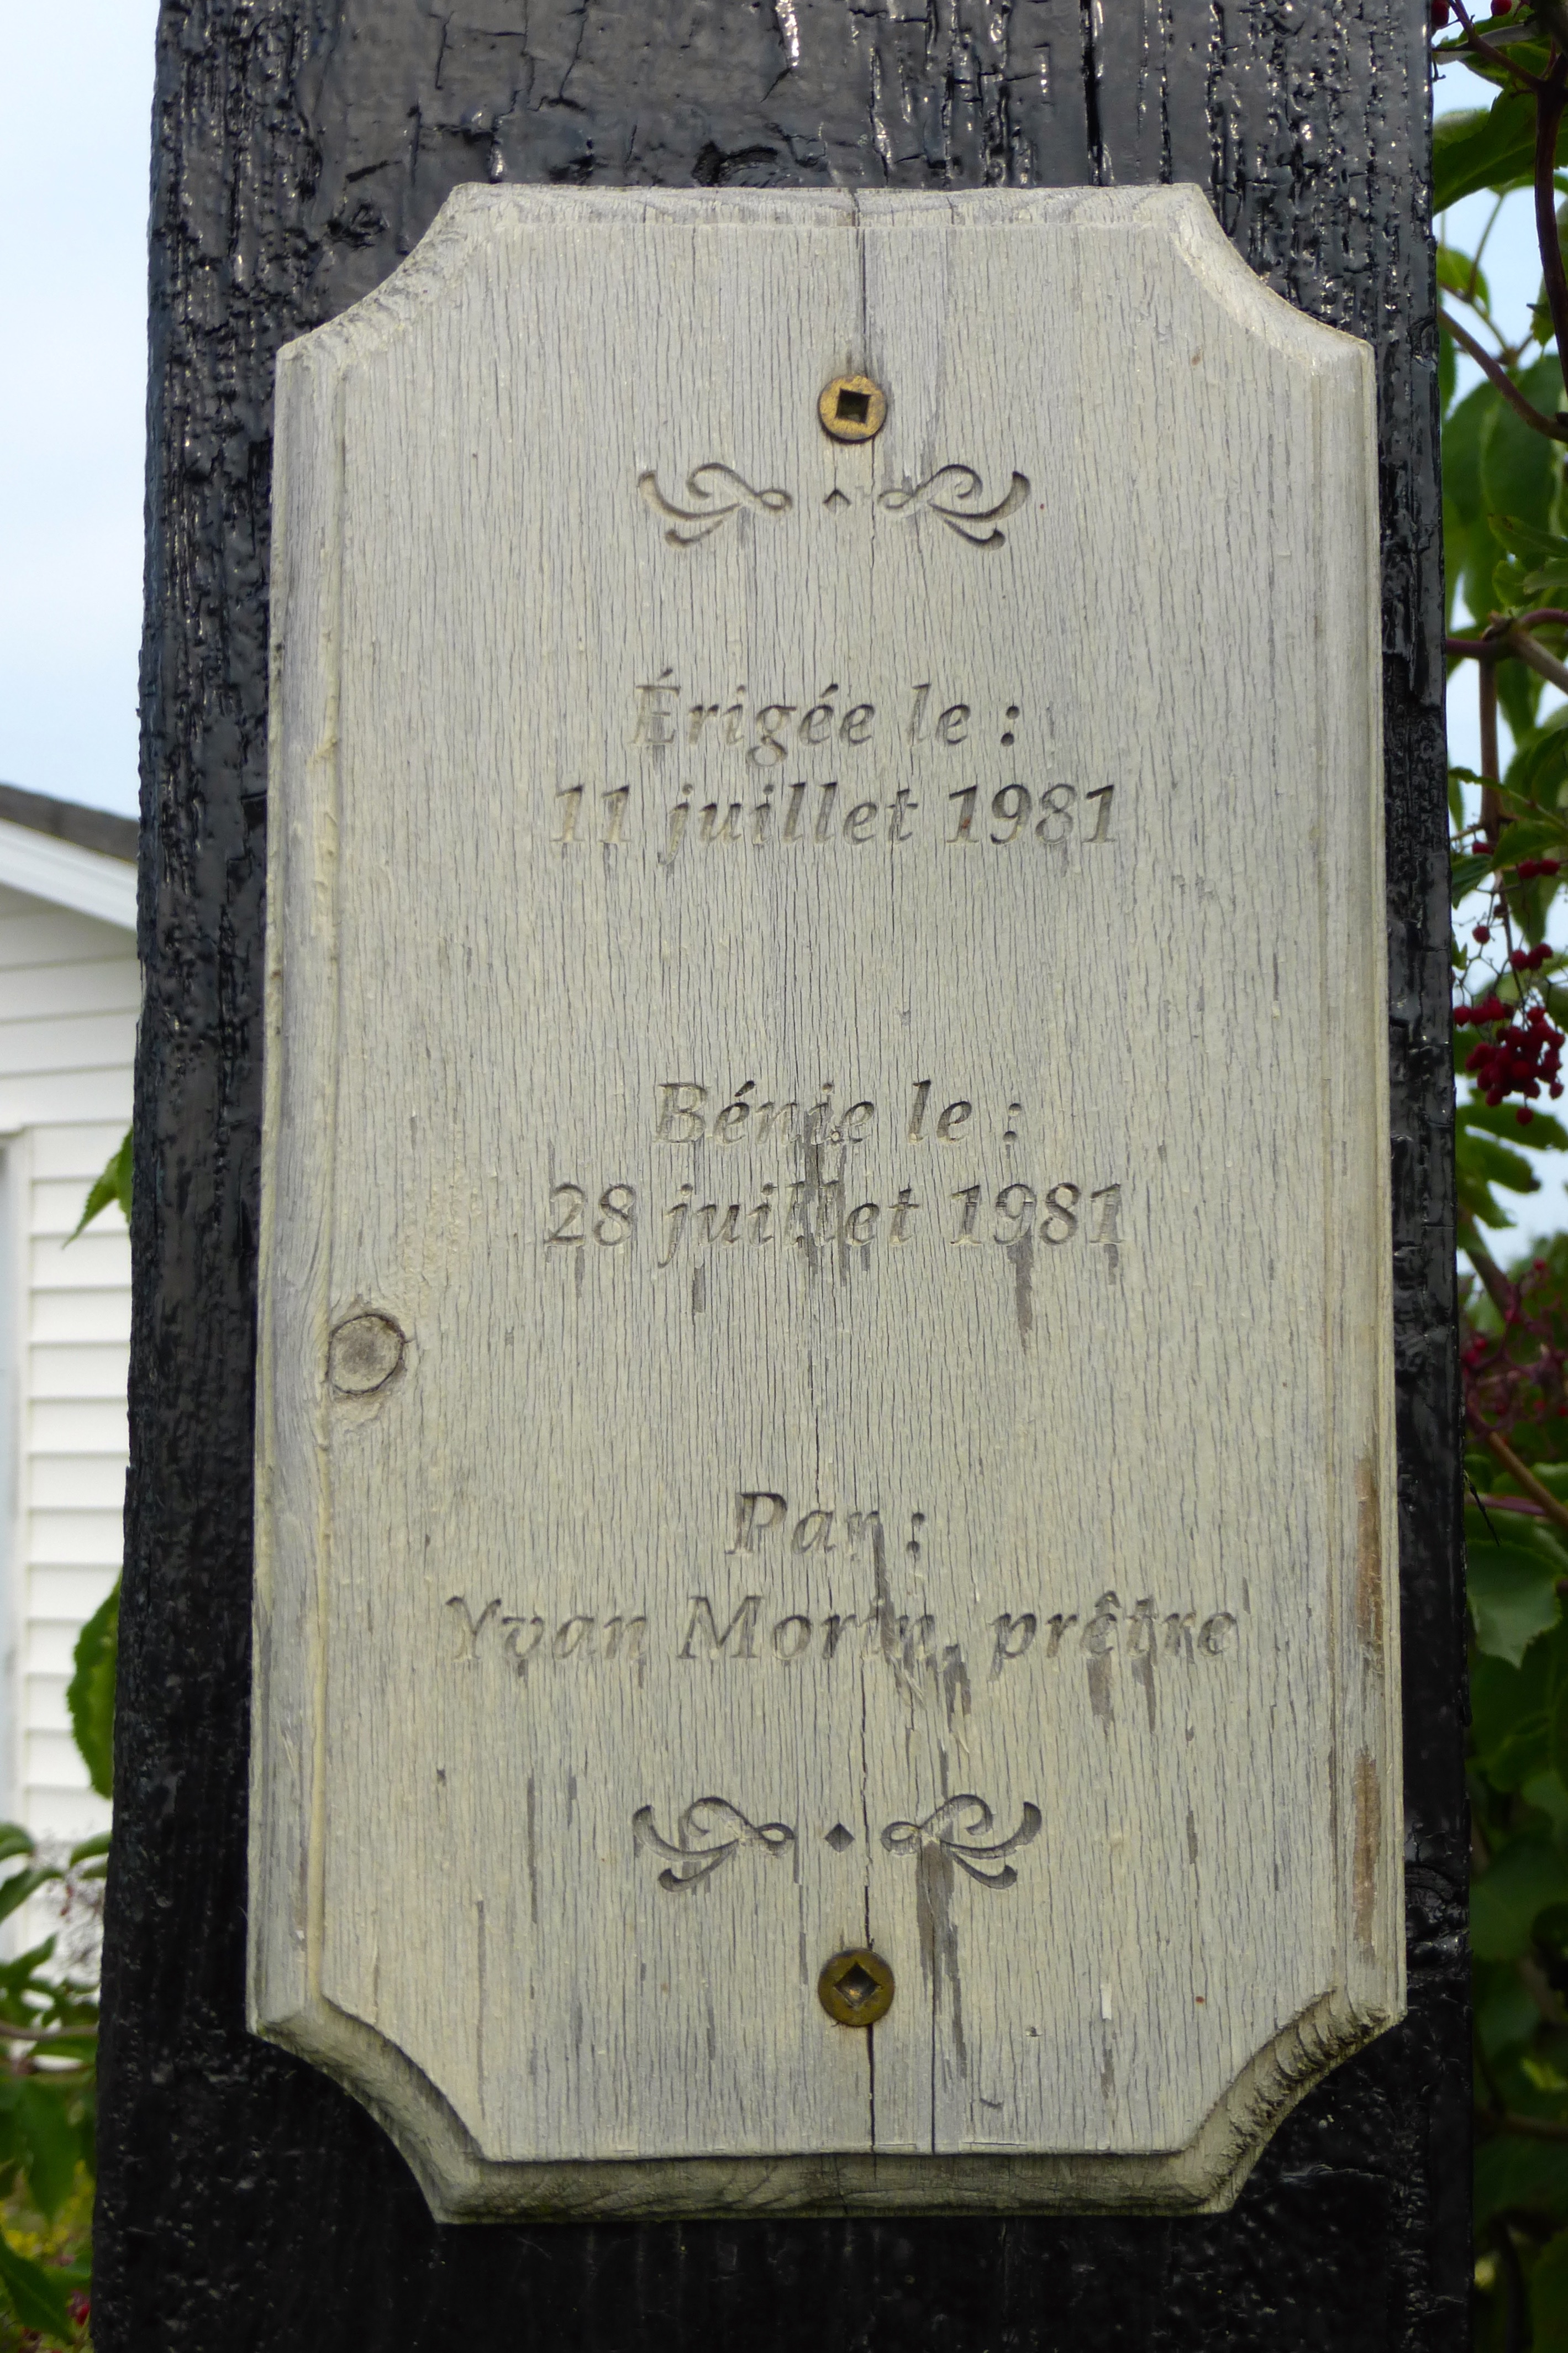 Érigée le :
11 juillet 1981
Bénie le :
28 juillet 1981
Par :
Yvan Morin, prêtre